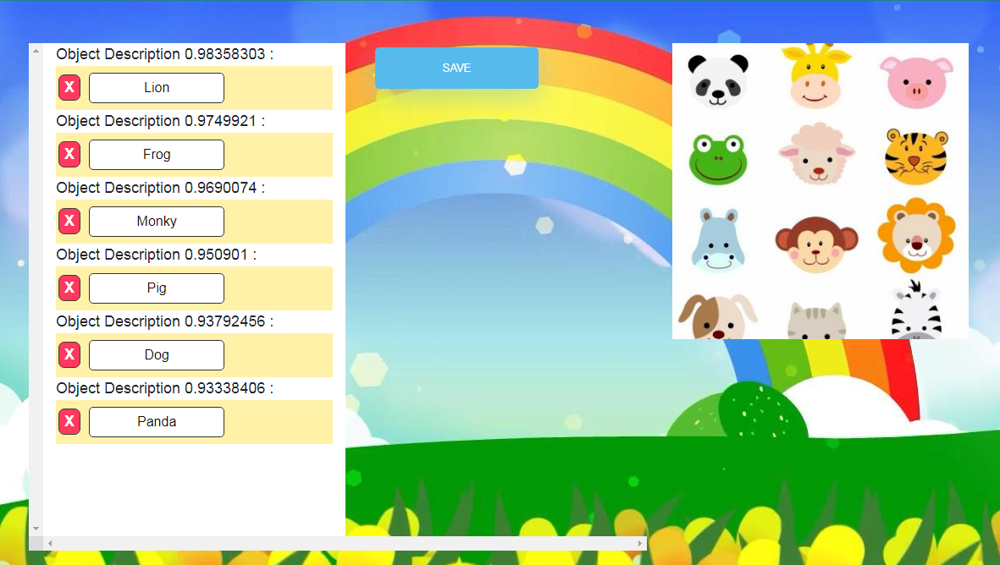 Object Description 0.98358303 :
X Lion
Object Description 0.9749921 :
X Frog
Object Description 0.9690074 :
X Monky
Object Description 0.950901 :
X Pig
Object Description 0.93792456 :
X Dog
Object Description 0.93338406 :
X Panda
SAVE